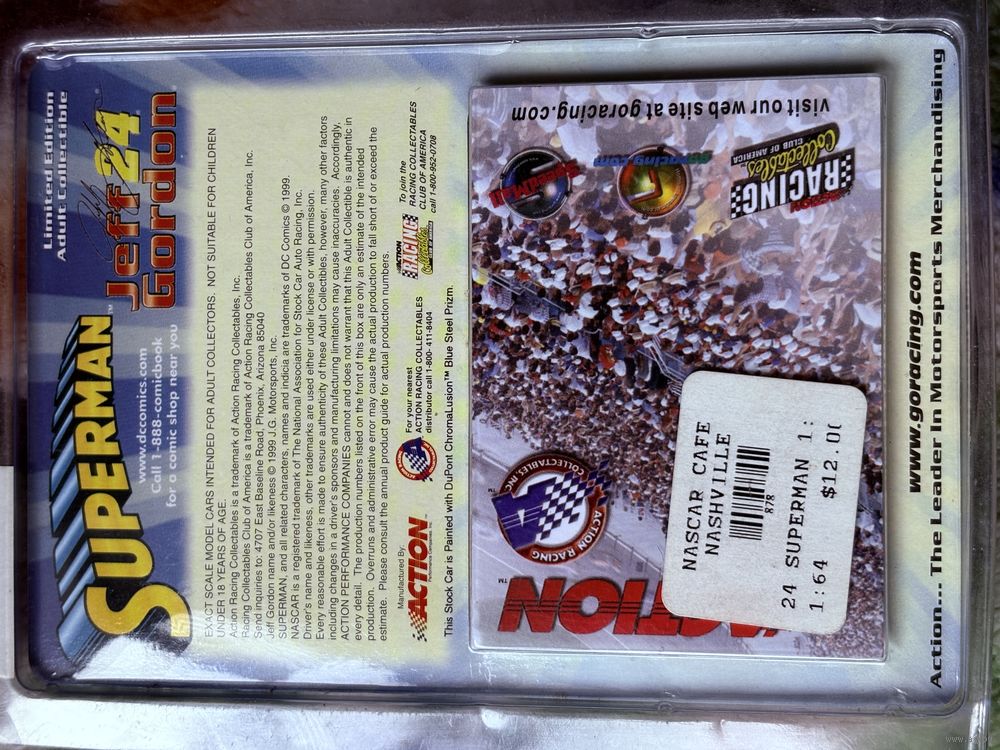 Limited Edition
Adult Collectible
SUPERMAN™
Jeff 24
Gordon
www.dccomics.com
Call 1-888-comicbook
for a comic shop near you
EXACT SCALE MODEL CARS INTENDED FOR ADULT COLLECTORS. NOT SUITABLE FOR CHILDREN
UNDER 18 YEARS OF AGE.
Action Racing Collectables is a trademark of Action Racing Collectables, Inc.
Racing Collectables Club of America is a trademark of Action Racing Collectables Club of America, Inc.
Send inquiries to: 4707 East Baseline Road, Phoenix, Arizona 85040
Jeff Gordon name and/or likeness © 1999 J.G. Motorsports, Inc.
SUPERMAN, and all related characters, names and indicia are trademarks of DC Comics © 1999.
NASCAR is a registered trademark of The National Association for Stock Car Auto Racing, Inc.
Driver's name and likeness, other trademarks are used either under license or with permission.
Every reasonable effort is made to ensure authenticity of these Adult Collectibles, however, many other factors
including changes in a driver's sponsors and manufacturing limitations may cause inaccuracies. Accordingly,
ACTION PERFORMANCE COMPANIES cannot and does not warrant that this Adult Collectible is authentic in
every detail. The production numbers listed on the front of this box are only an estimate of the intended
production. Overruns and administrative error may cause the actual production to fall short of or exceed the
estimate. Please consult the annual product guide for actual production numbers.
Manufactured By:
ACTION
For your nearest
ACTION RACING COLLECTABLES
distributor call 1-800-411-8404
ACTION
RACING
Collectables
To join the
RACING COLLECTABLES
CLUB OF AMERICA
call 1-800-952-0708
This Stock Car is Painted with DuPont ChromaLusion™ Blue Steel Prizm.
visit our web site at goracing.com
ACTION
RACING
Collectables
CLUB OF AMERICA
goracing.com
ACTION RACING
COLLECTABLES, INC.
™
ACTION
NASCAR CAFE
NASHVILLE
878
24 SUPERMAN 1:
1:64 $12.0
www.goracing.com
Action... The Leader In Motorsports Merchandising